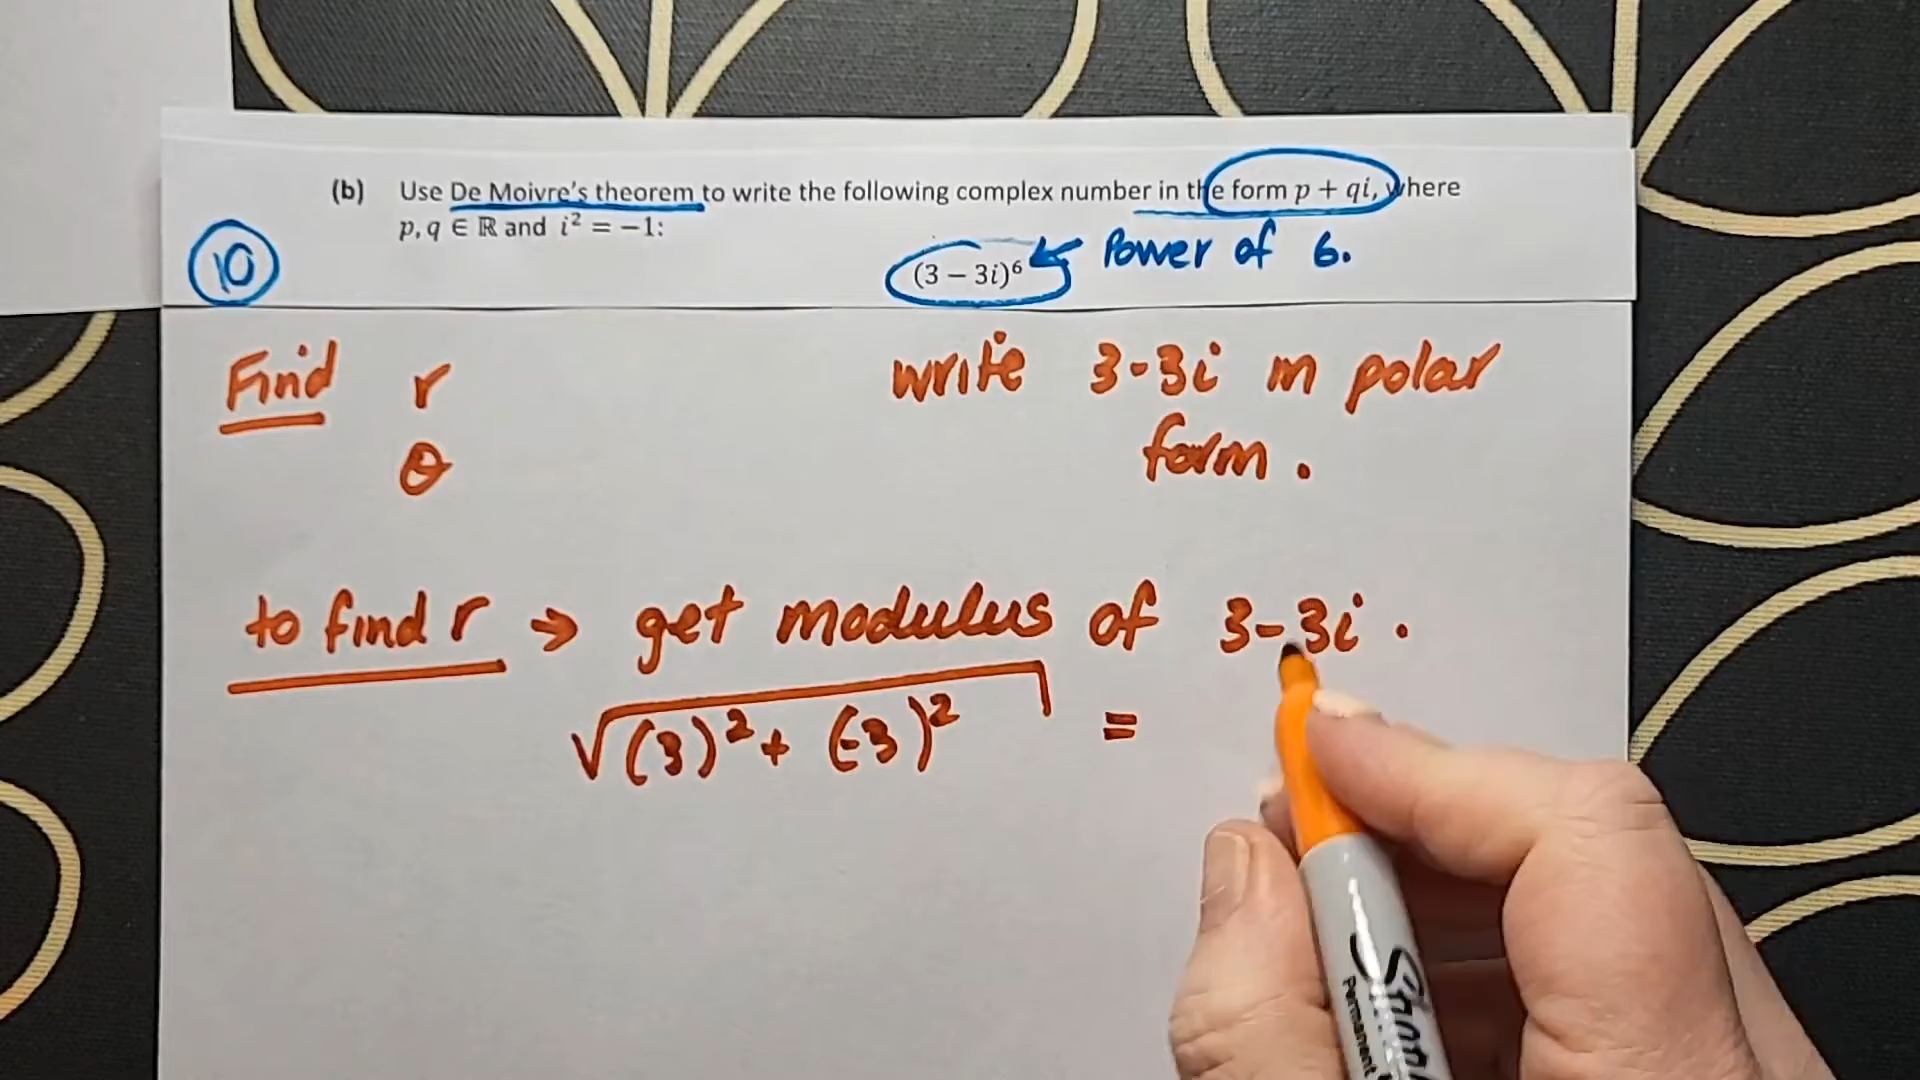 (b) Use De Moivre's theorem to write the following complex number in the form p + qi, where
p, q ∈ ℝ and i² = −1:
10
(3 − 3i)⁶
Power of 6.
Find r
θ
write 3-3i in polar
form.
to find r → get modulus of 3-3i.
√(3)² + (-3)² =
Permanent